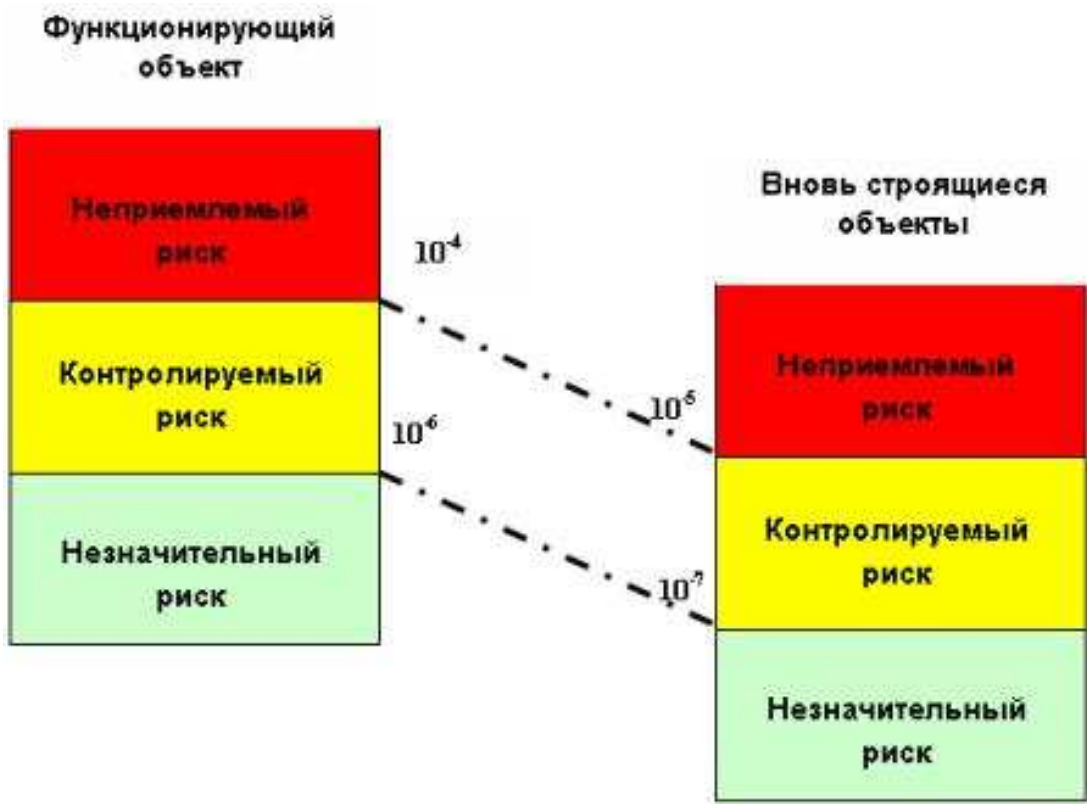 Функционирующий
объект
Неприемлемый
риск
10⁻⁴
Контролируемый
риск
10⁻⁶
Незначительный
риск
Вновь строящиеся
объекты
Неприемлемый
риск
10⁻⁵
Контролируемый
риск
10⁻⁷
Незначительный
риск